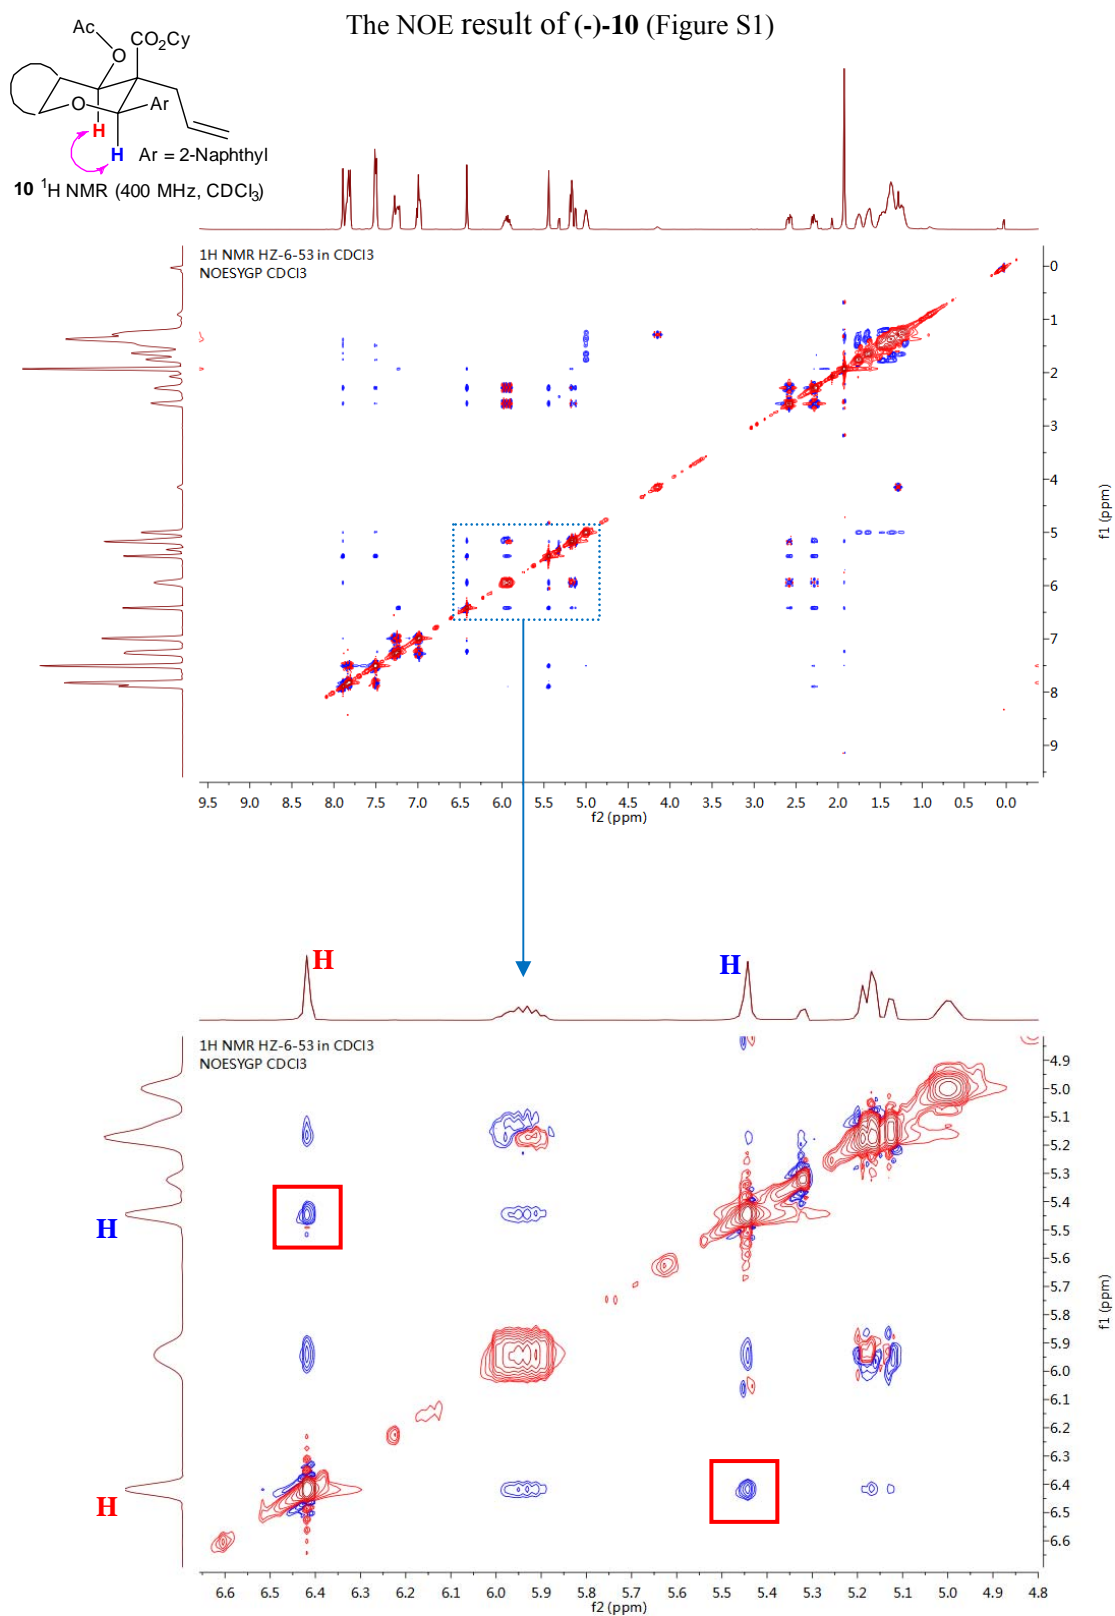 The NOE result of (-)-10 (Figure S1)
Ac
O
CO2Cy
O
Ar
H
H Ar = 2-Naphthyl
10 1H NMR (400 MHz, CDCl3)
1H NMR HZ-6-53 in CDCl3
NOESYGP CDCl3
0
1
2
3
4
5
6
7
8
9
f1 (ppm)
9.5 9.0 8.5 8.0 7.5 7.0 6.5 6.0 5.5 5.0 4.5 4.0 3.5 3.0 2.5 2.0 1.5 1.0 0.5 0.0
f2 (ppm)
H H
1H NMR HZ-6-53 in CDCl3
NOESYGP CDCl3
H
H
4.9
5.0
5.1
5.2
5.3
5.4
5.5
5.6
5.7
5.8
5.9
6.0
6.1
6.2
6.3
6.4
6.5
6.6
f1 (ppm)
6.6 6.5 6.4 6.3 6.2 6.1 6.0 5.9 5.8 5.7 5.6 5.5 5.4 5.3 5.2 5.1 5.0 4.9 4.8
f2 (ppm)